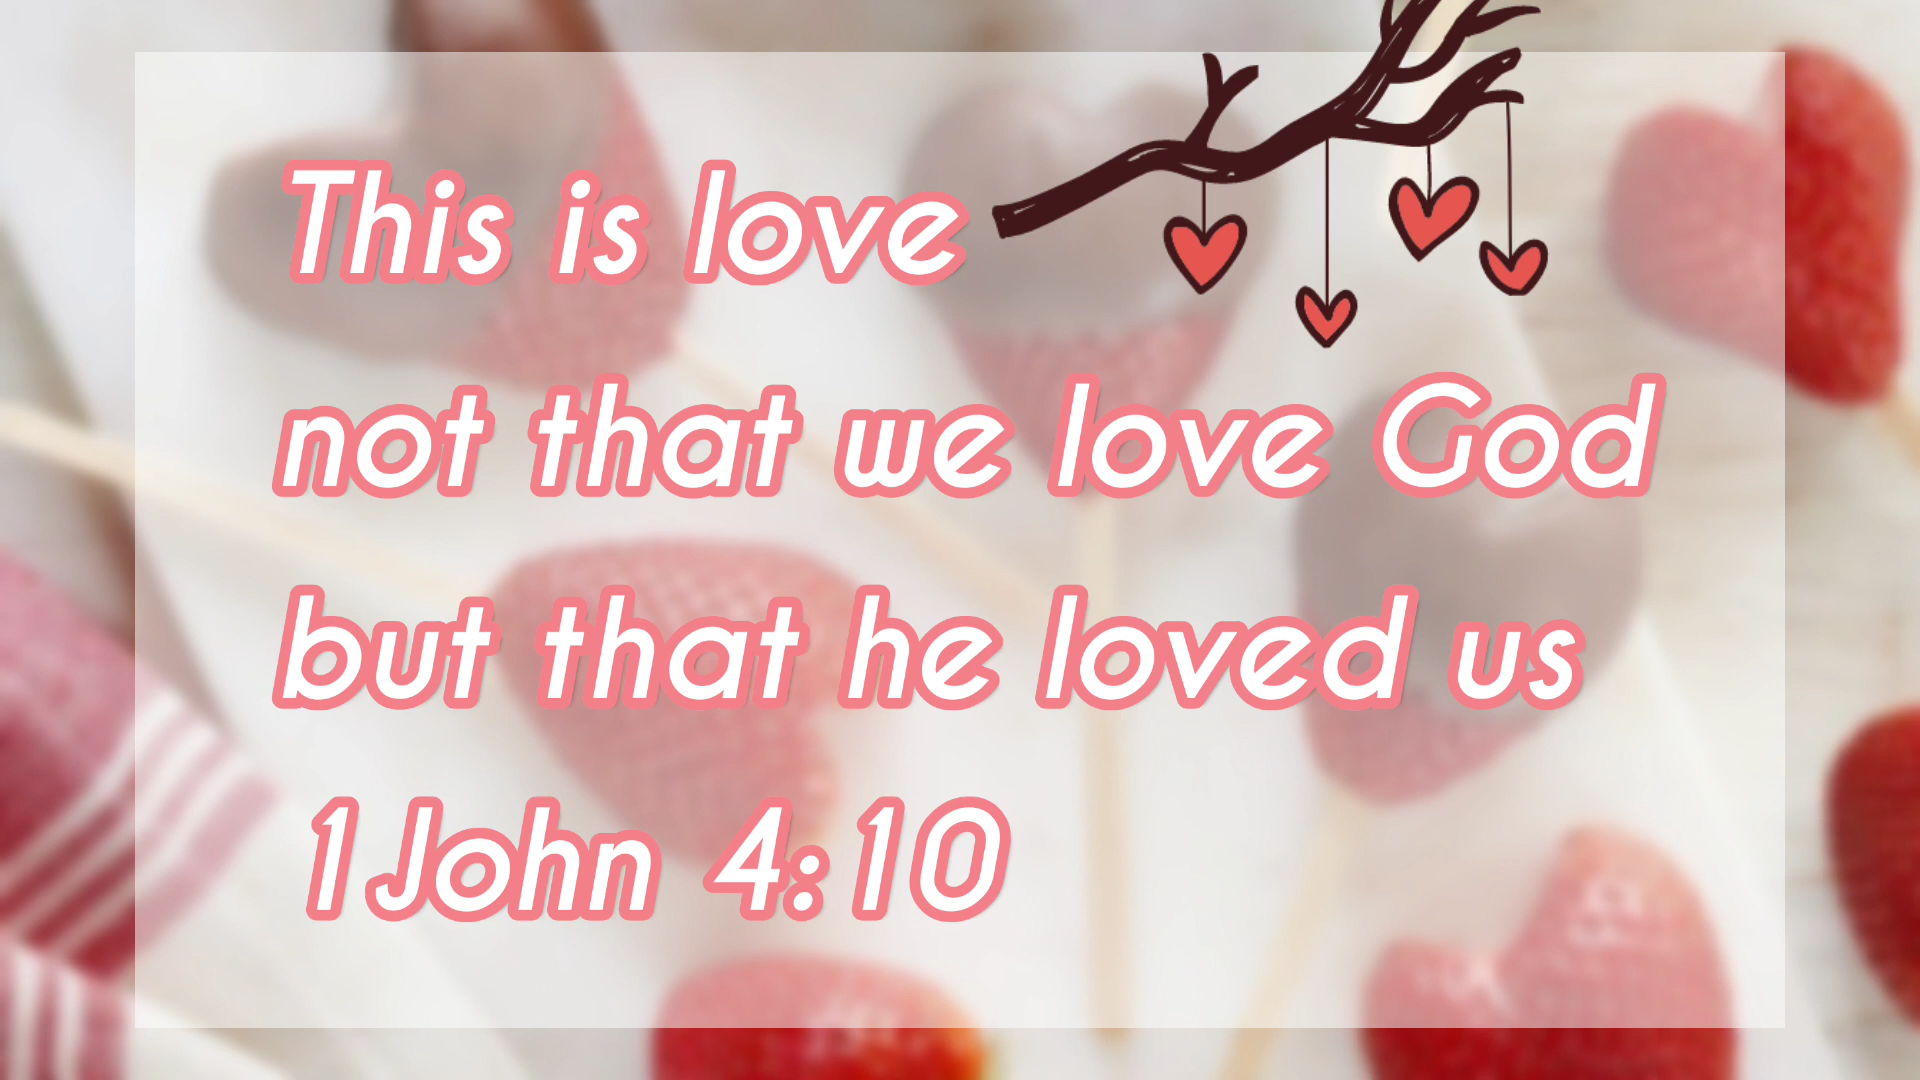 This is love
not that we love God
but that he loved us
1 John 4:10